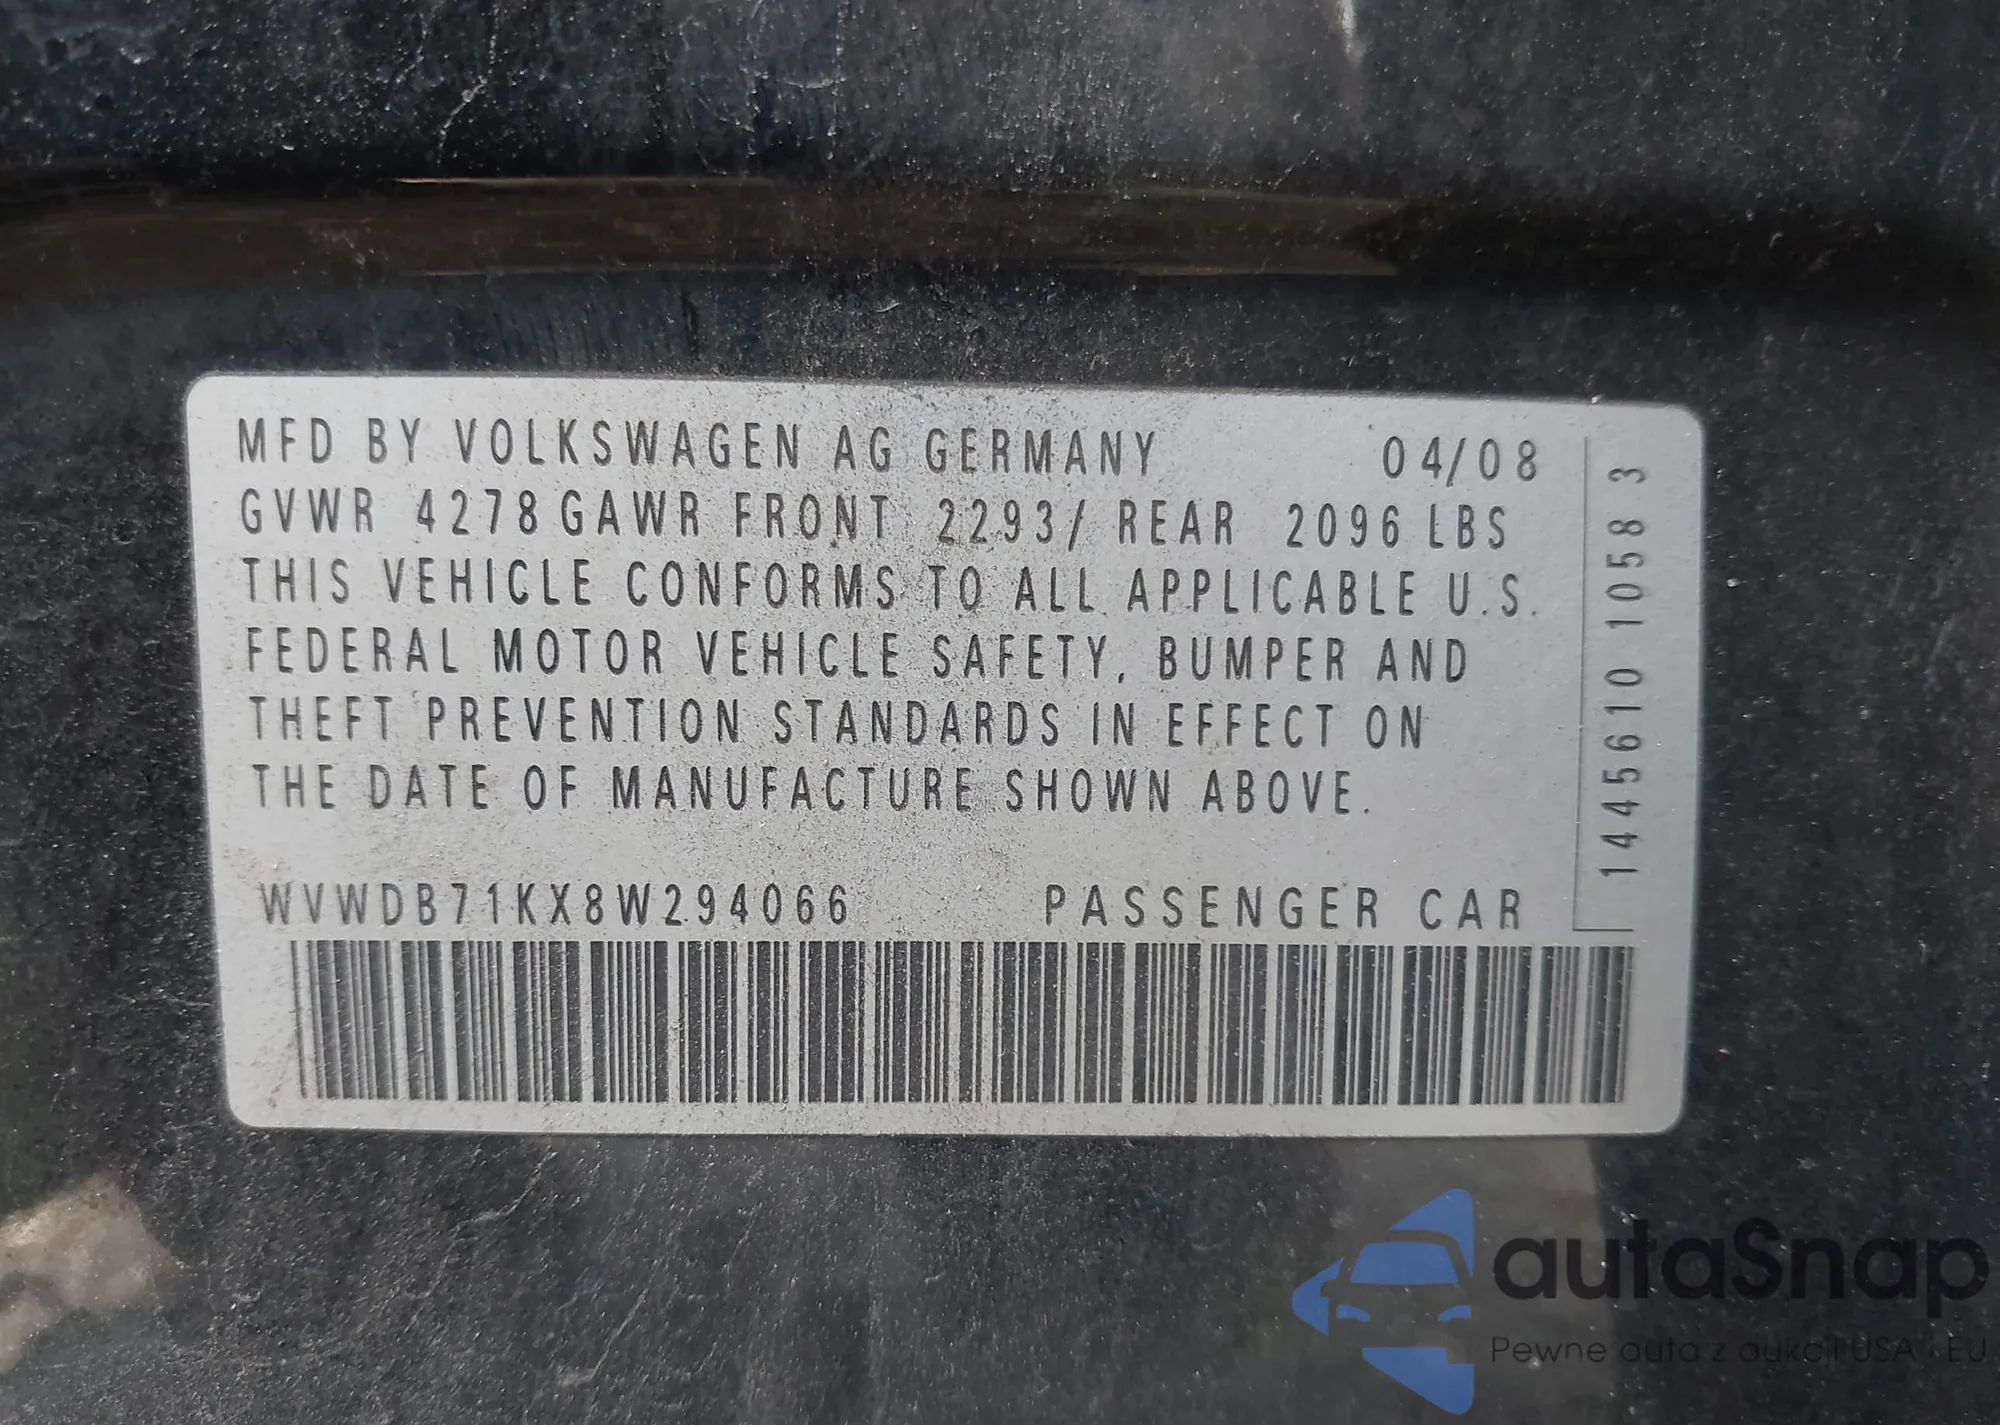 MFD BY VOLKSWAGEN AG GERMANY 04/08
GVWR 4278 GAWR FRONT 2293/ REAR 2096 LBS
THIS VEHICLE CONFORMS TO ALL APPLICABLE U.S.
FEDERAL MOTOR VEHICLE SAFETY, BUMPER AND
THEFT PREVENTION STANDARDS IN EFFECT ON
THE DATE OF MANUFACTURE SHOWN ABOVE.
WVWDB71KX8W294066 PASSENGER CAR
1445610 1058 3
autaSnap
Pewne auta z aukcji USA i EU